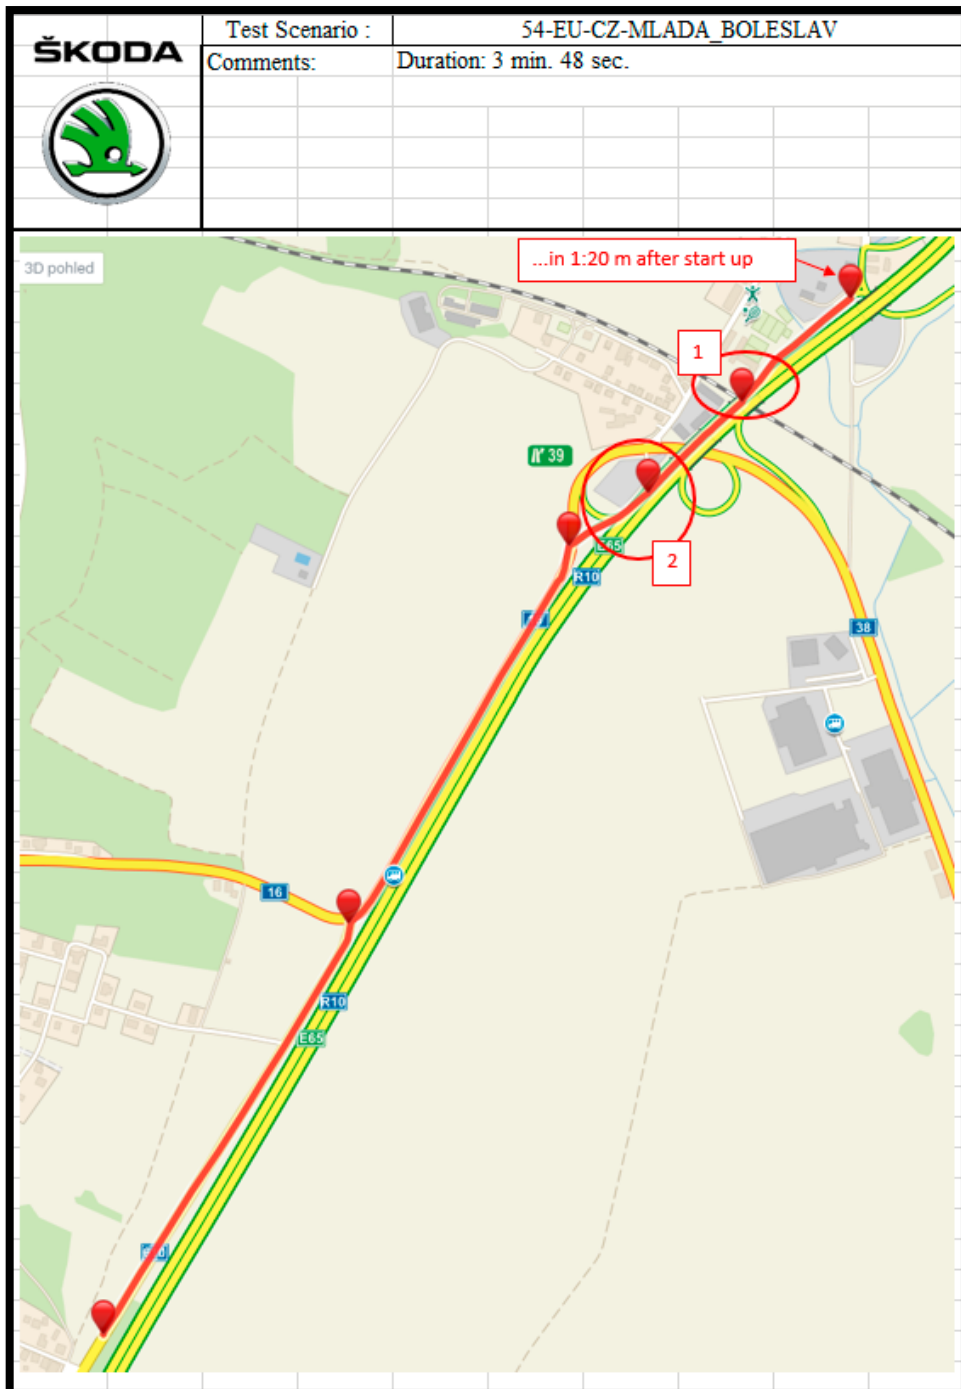 ŠKODA
Test Scenario :
54-EU-CZ-MLADA_BOLESLAV
Comments:
Duration: 3 min. 48 sec.
3D pohled
...in 1:20 m after start up
1
39
2
E65
R10
38
16
R10
E65